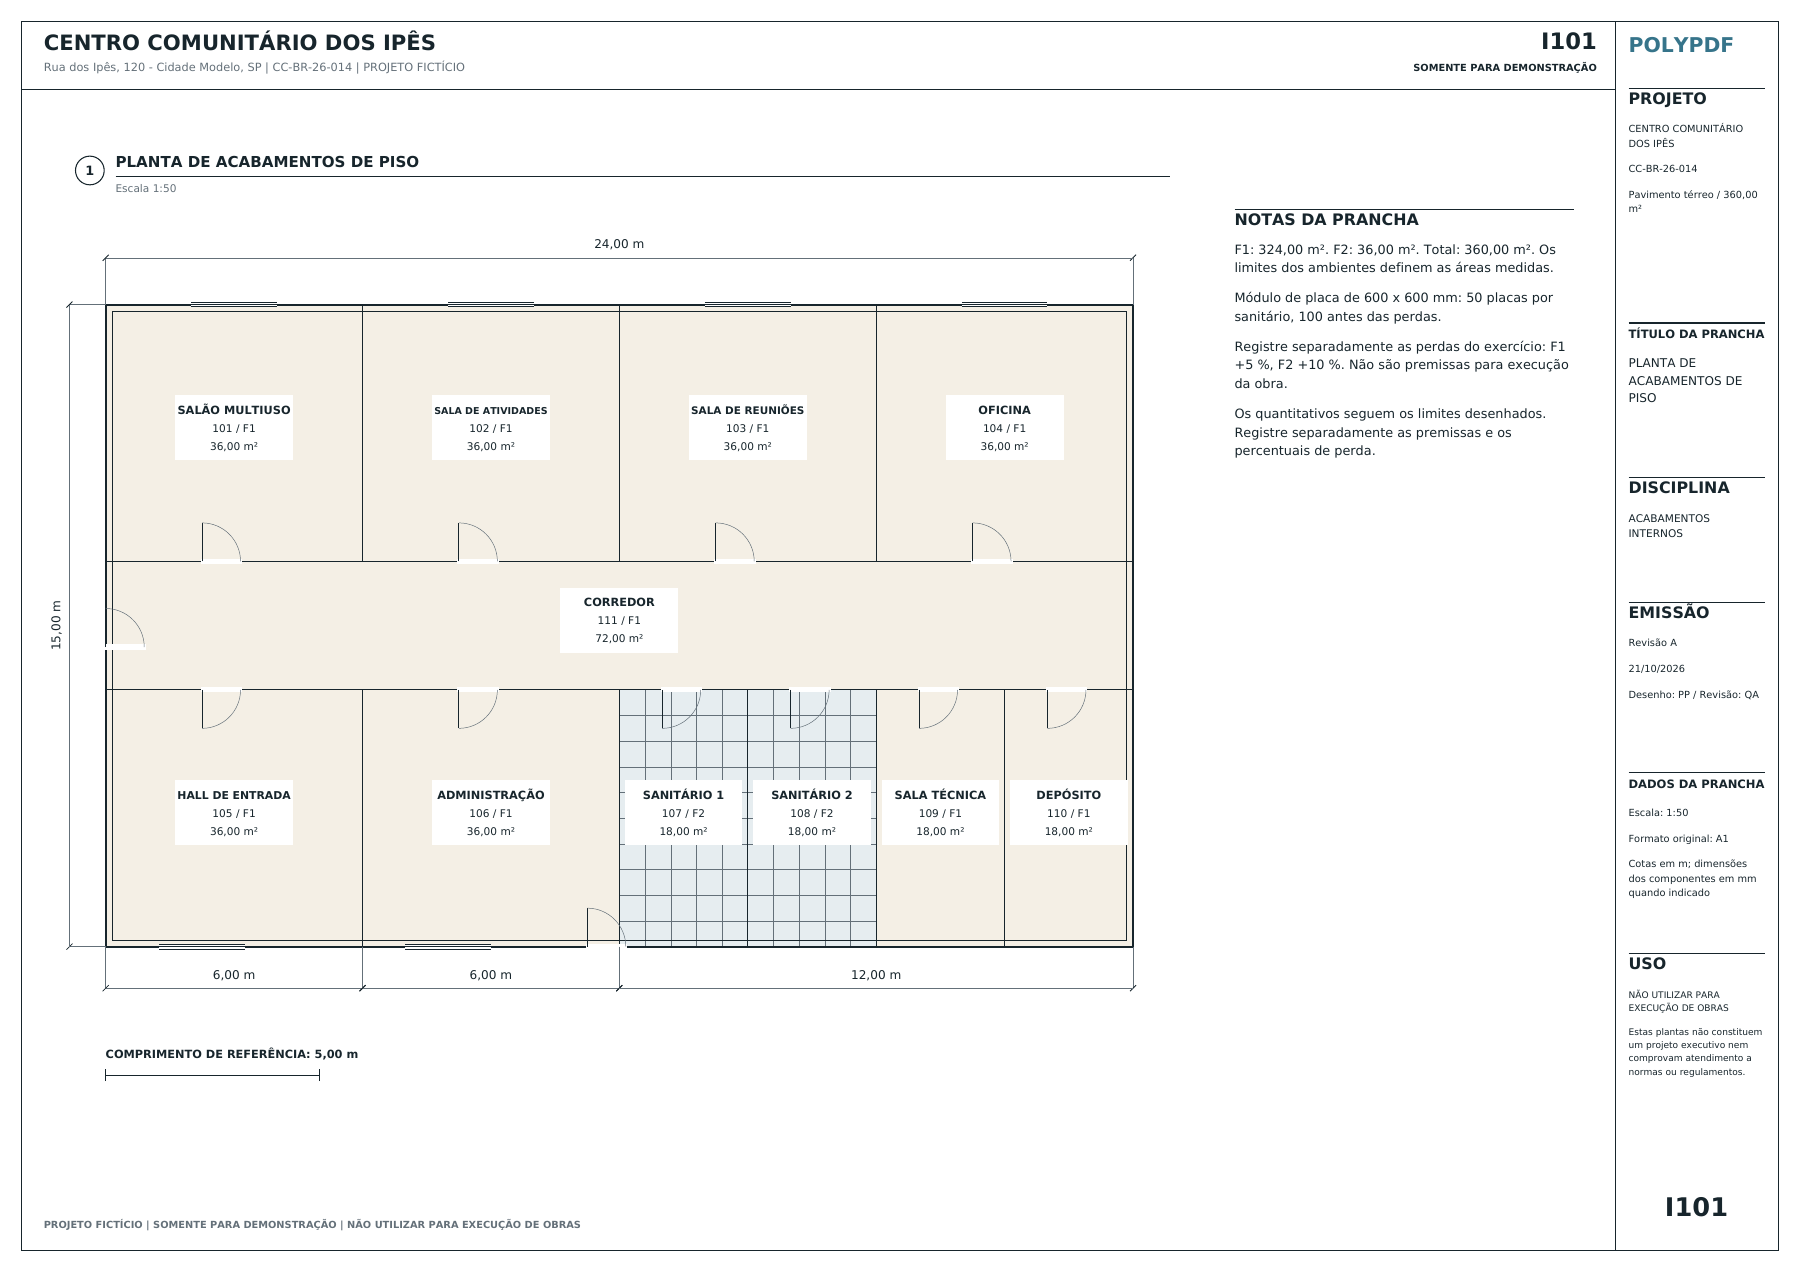 CENTRO COMUNITÁRIO DOS IPÊS
Rua dos Ipês, 120 - Cidade Modelo, SP | CC-BR-26-014 | PROJETO FICTÍCIO
I101
SOMENTE PARA DEMONSTRAÇÃO
1
PLANTA DE ACABAMENTOS DE PISO
Escala 1:50
24,00 m
15,00 m
SALÃO MULTIUSO
101 / F1
36,00 m²
SALA DE ATIVIDADES
102 / F1
36,00 m²
SALA DE REUNIÕES
103 / F1
36,00 m²
OFICINA
104 / F1
36,00 m²
CORREDOR
111 / F1
72,00 m²
HALL DE ENTRADA
105 / F1
36,00 m²
ADMINISTRAÇÃO
106 / F1
36,00 m²
SANITÁRIO 1
107 / F2
18,00 m²
SANITÁRIO 2
108 / F2
18,00 m²
SALA TÉCNICA
109 / F1
18,00 m²
DEPÓSITO
110 / F1
18,00 m²
6,00 m
6,00 m
12,00 m
COMPRIMENTO DE REFERÊNCIA: 5,00 m
NOTAS DA PRANCHA
F1: 324,00 m². F2: 36,00 m². Total: 360,00 m². Os
limites dos ambientes definem as áreas medidas.
Módulo de placa de 600 x 600 mm: 50 placas por
sanitário, 100 antes das perdas.
Registre separadamente as perdas do exercício: F1
+5 %, F2 +10 %. Não são premissas para execução
da obra.
Os quantitativos seguem os limites desenhados.
Registre separadamente as premissas e os
percentuais de perda.
PROJETO FICTÍCIO | SOMENTE PARA DEMONSTRAÇÃO | NÃO UTILIZAR PARA EXECUÇÃO DE OBRAS
POLYPDF
PROJETO
CENTRO COMUNITÁRIO
DOS IPÊS
CC-BR-26-014
Pavimento térreo / 360,00
m²
TÍTULO DA PRANCHA
PLANTA DE
ACABAMENTOS DE
PISO
DISCIPLINA
ACABAMENTOS
INTERNOS
EMISSÃO
Revisão A
21/10/2026
Desenho: PP / Revisão: QA
DADOS DA PRANCHA
Escala: 1:50
Formato original: A1
Cotas em m; dimensões
dos componentes em mm
quando indicado
USO
NÃO UTILIZAR PARA
EXECUÇÃO DE OBRAS
Estas plantas não constituem
um projeto executivo nem
comprovam atendimento a
normas ou regulamentos.
I101